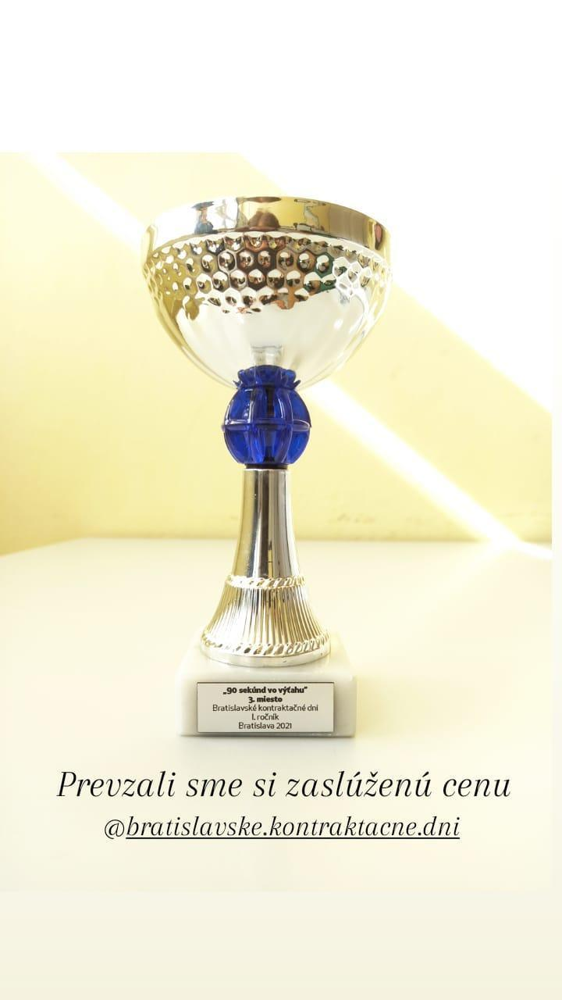 „90 sekúnd vo výťahu"
3. miesto
Bratislavské kontraktačné dni
I. ročník
Bratislava 2021
Prevzali sme si zaslúženú cenu
@bratislavske.kontraktacne.dni